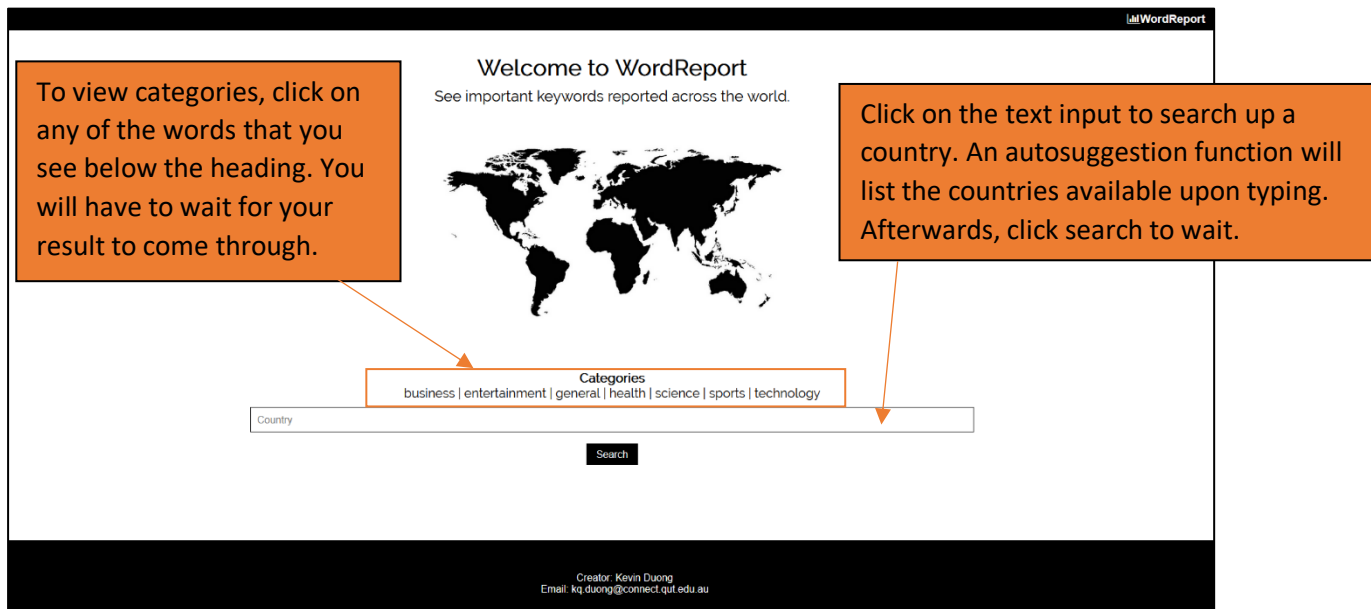 WordReport
Welcome to WordReport
See important keywords reported across the world.
To view categories, click on
any of the words that you
see below the heading. You
will have to wait for your
result to come through.
Click on the text input to search up a
country. An autosuggestion function will
list the countries available upon typing.
Afterwards, click search to wait.
Categories
business | entertainment | general | health | science | sports | technology
Country
Search
Creator: Kevin Duong
Email: kq.duong@connect.qut.edu.au